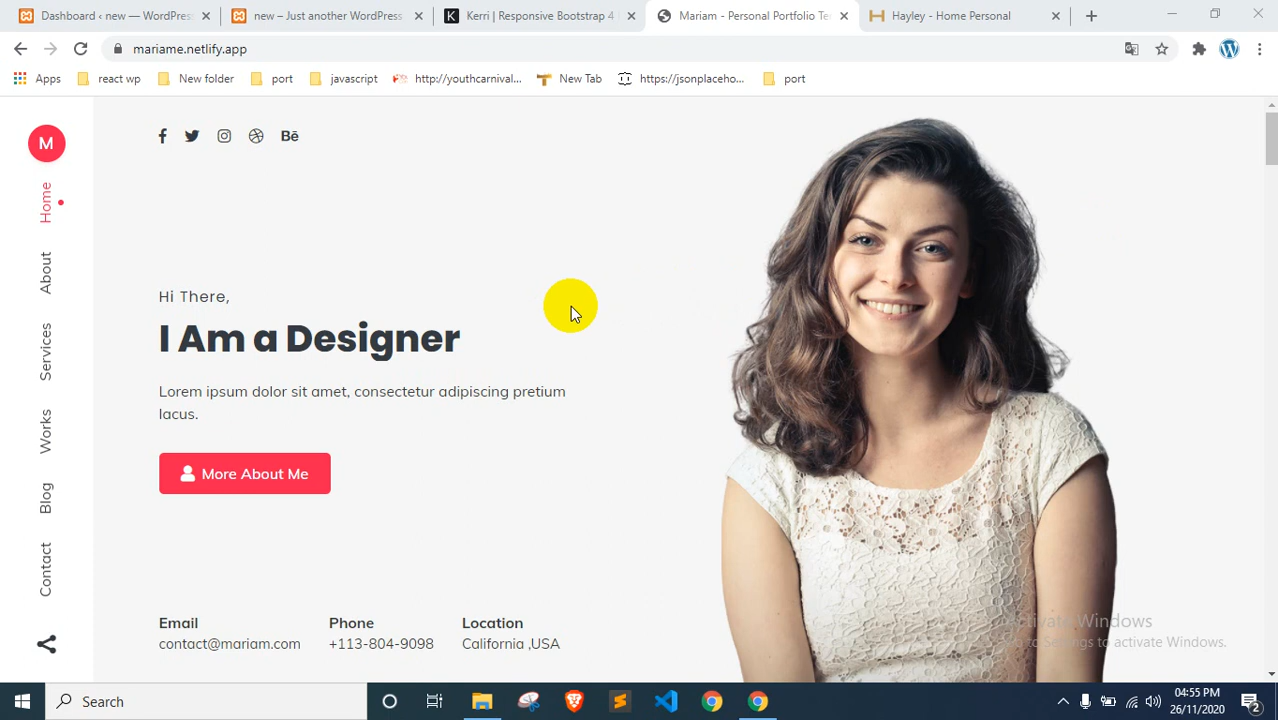 Dashboard ‹ new — WordPres
new – Just another WordPress
Kerri | Responsive Bootstrap 4
Mariam - Personal Portfolio Te
Hayley - Home Personal
mariame.netlify.app
Apps
react wp
New folder
port
javascript
http://youthcarnival...
New Tab
https://jsonplaceho...
port
M
Home
About
Services
Works
Blog
Contact
Bē
Hi There,
I Am a Designer
Lorem ipsum dolor sit amet, consectetur adipiscing pretium
lacus.
More About Me
Email
contact@mariam.com
Phone
+113-804-9098
Location
California ,USA
Activate Windows
Go to Settings to activate Windows.
Search
04:55 PM
26/11/2020
2